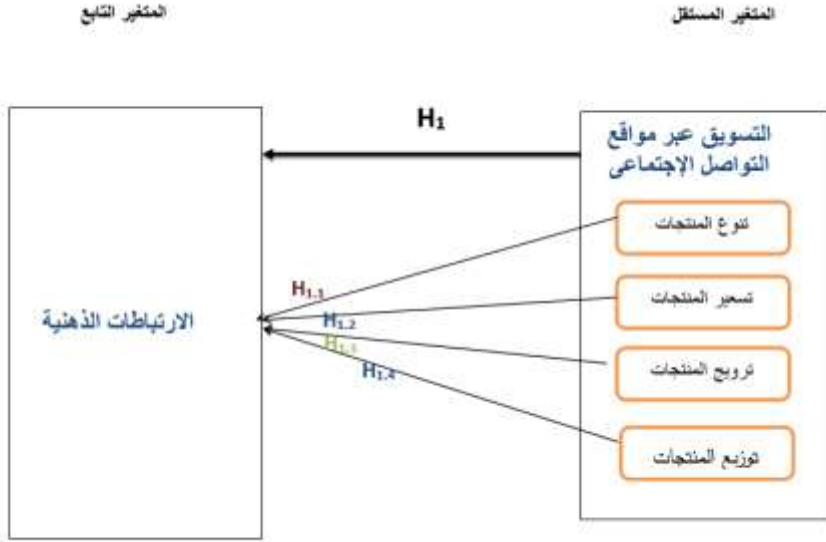 المتغير المستقل
المتغير التابع
H₁
التسويق عبر مواقع
التواصل الإجتماعى
تنوع المنتجات
تسعير المنتجات
ترويج المنتجات
توزيع المنتجات
H₁.₁
H₁.₂
H₁.₃
H₁.₄
الارتباطات الذهنية